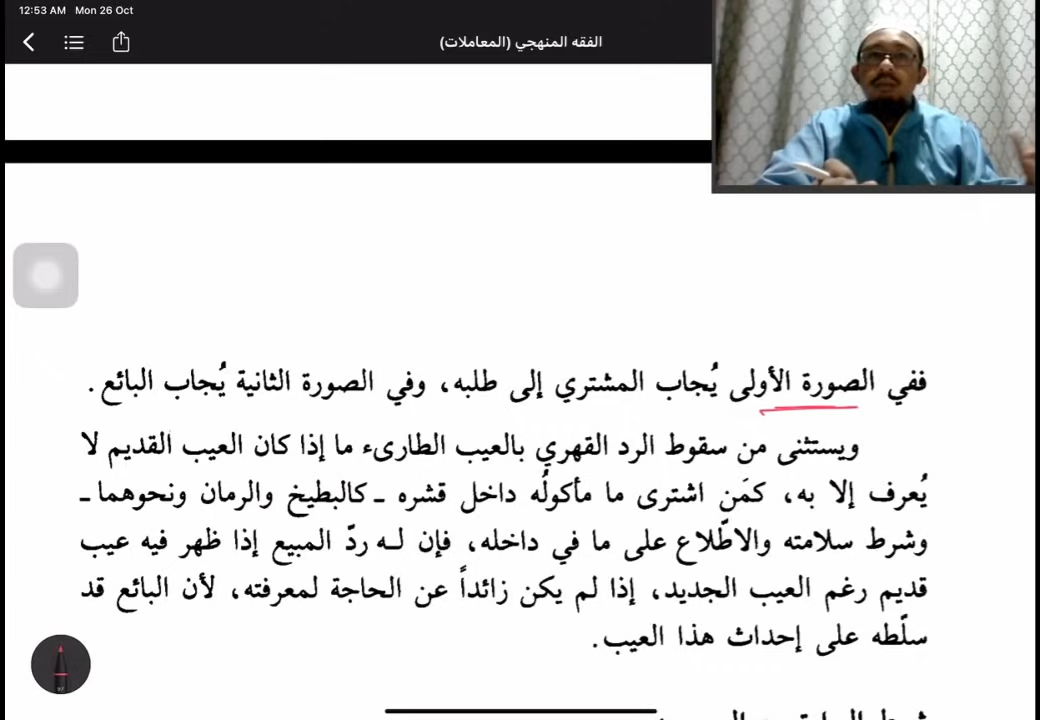 12:53 AM Mon 26 Oct
الفقه المنهجي (المعاملات)
ففي الصورة الأولى يُجاب المشتري إلى طلبه، وفي الصورة الثانية يُجاب البائع.
ويستثنى من سقوط الرد القهري بالعيب الطارىء ما إذا كان العيب القديم لا
يُعرف إلا به، كمَن اشترى ما مأكولُه داخل قشره ـ كالبطيخ والرمان ونحوهما ـ
وشرط سلامته والاطّلاع على ما في داخله، فإن لـه ردّ المبيع إذا ظهر فيه عيب
قديم رغم العيب الجديد، إذا لم يكن زائداً عن الحاجة لمعرفته، لأن البائع قد
سلّطه على إحداث هذا العيب.